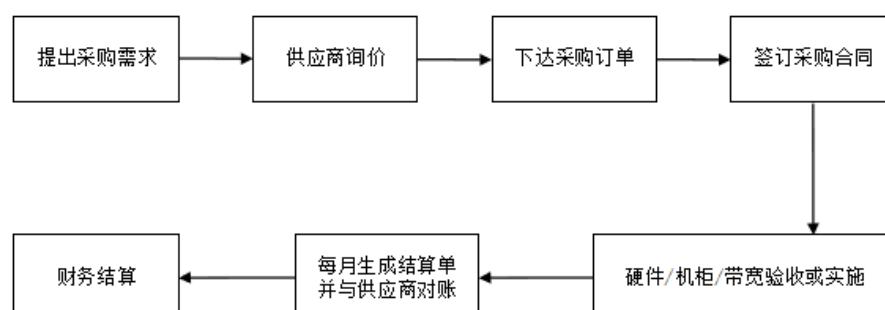 提出采购需求
供应商询价
下达采购订单
签订采购合同
硬件/机柜/带宽验收或实施
每月生成结算单
并与供应商对账
财务结算